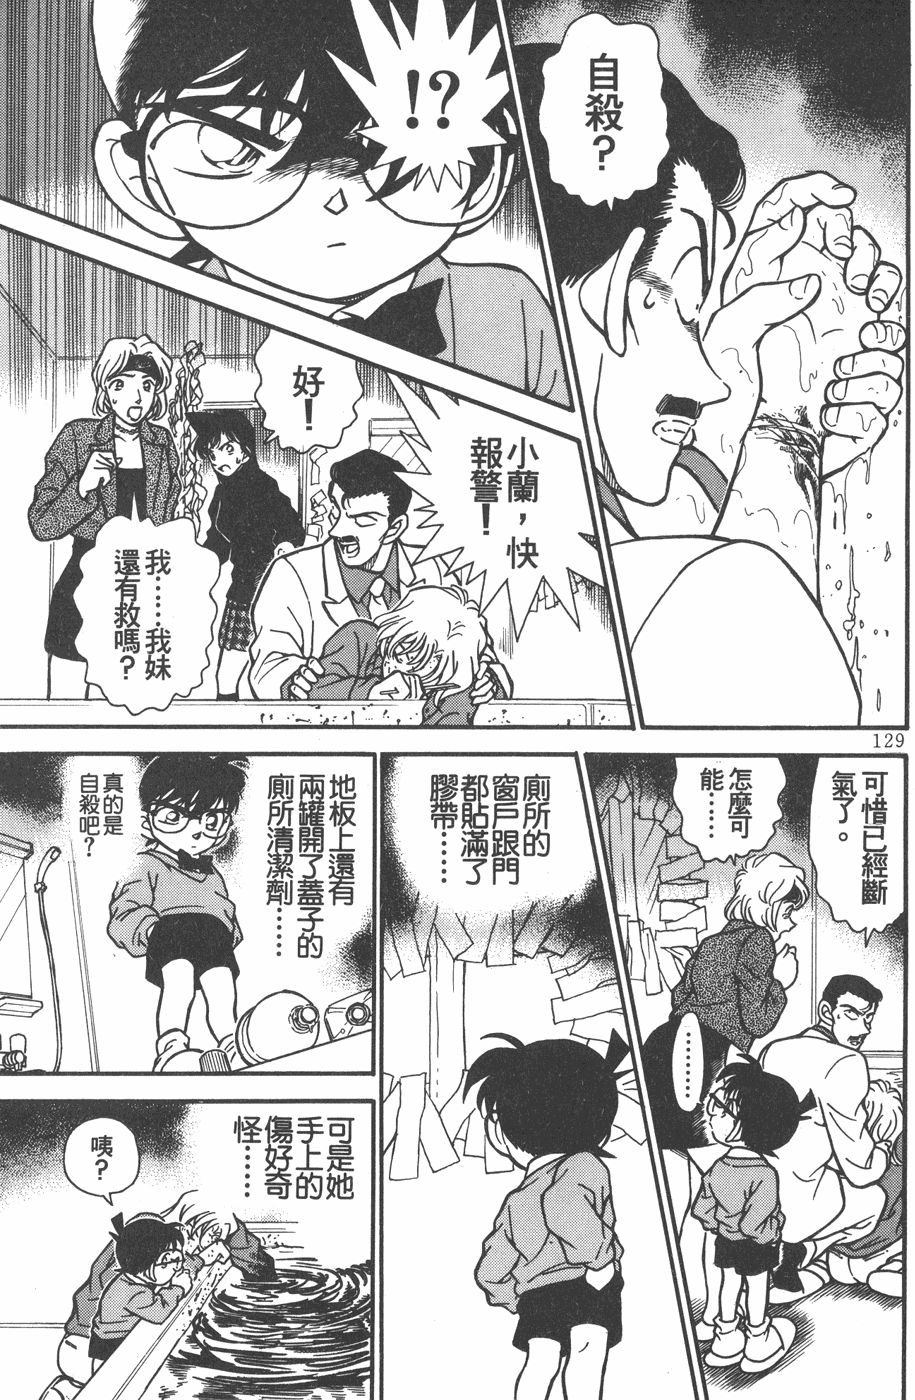 自殺？
！？
小蘭，快
報警！
好！
我……我妹
還有救嗎？
129
可惜已經斷
氣了。
怎麼可
能……
………
廁所的
窗戶跟門
都貼滿了
膠帶……
地板上還有
兩罐開了蓋子的
廁所清潔劑……
真的是
自殺吧？
可是她
手上的
傷好奇
怪……
咦？